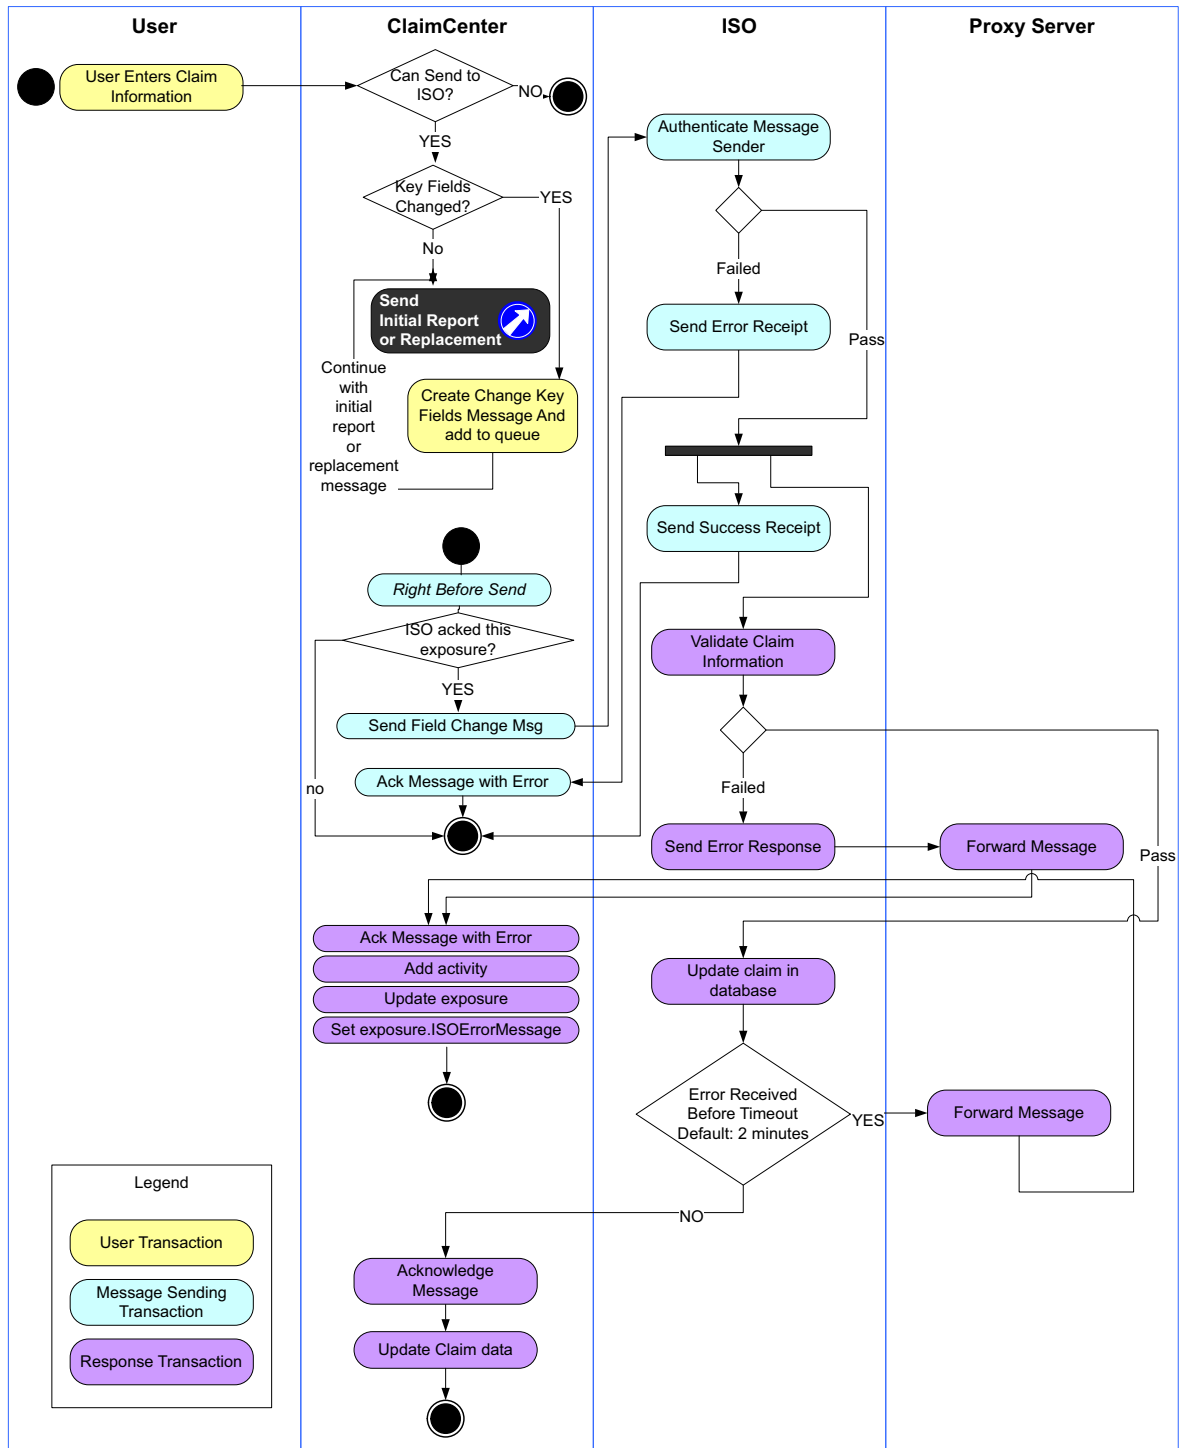 User
ClaimCenter
ISO
Proxy Server
User Enters Claim
Information
Can Send to
ISO?
NO
YES
Key Fields
Changed?
YES
No
Send
Initial Report
or Replacement
Continue
with
initial
report
or
replacement
message
Create Change Key
Fields Message And
add to queue
Authenticate Message
Sender
Failed
Pass
Send Error Receipt
Send Success Receipt
Right Before Send
ISO acked this
exposure?
YES
no
Send Field Change Msg
Ack Message with Error
Validate Claim
Information
Failed
Pass
Send Error Response
Forward Message
Ack Message with Error
Add activity
Update exposure
Set exposure.ISOErrorMessage
Update claim in
database
Error Received
Before Timeout
Default: 2 minutes
YES
Forward Message
NO
Acknowledge
Message
Update Claim data
Legend
User Transaction
Message Sending
Transaction
Response Transaction